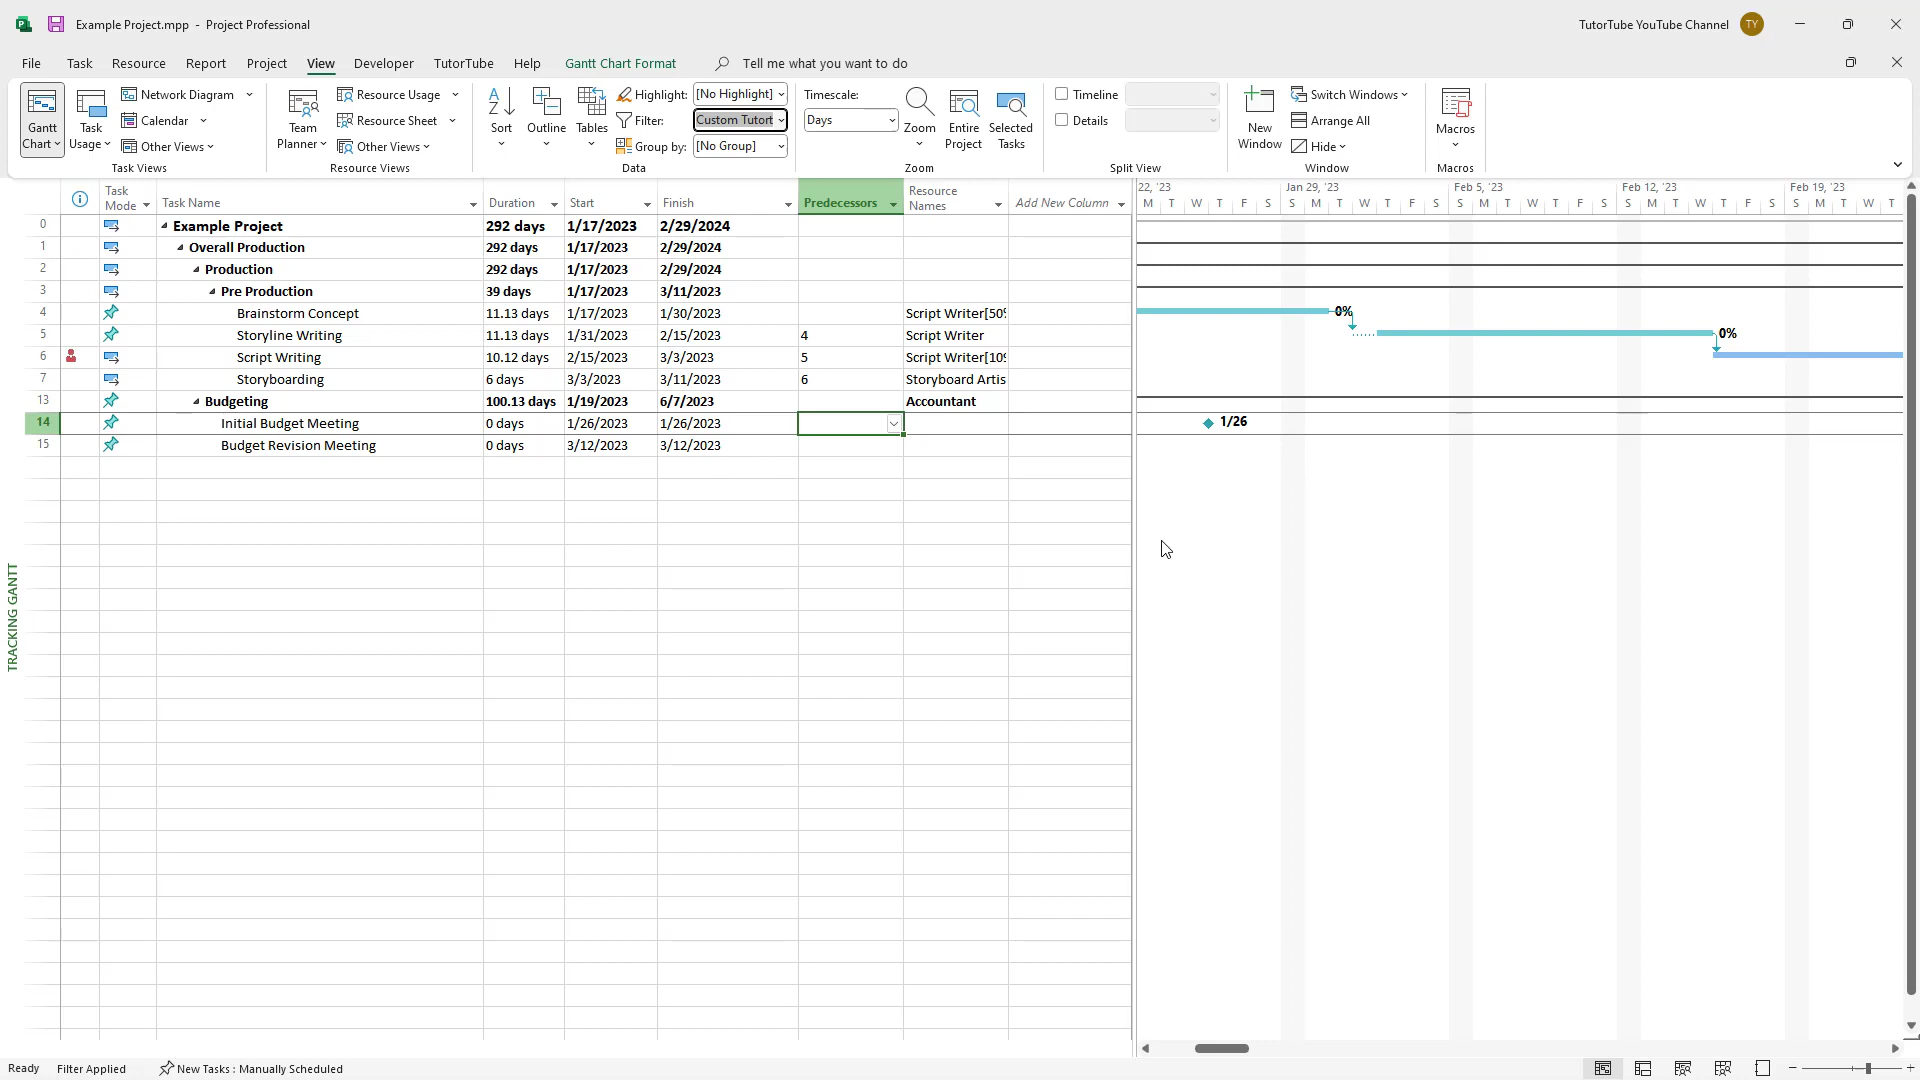 Example Project.mpp - Project Professional
TutorTube YouTube Channel
TY
File Task Resource Report Project View Developer TutorTube Help Gantt Chart Format Tell me what you want to do
Gantt Chart
Task Usage
Network Diagram
Calendar
Other Views
Task Views
Team Planner
Resource Usage
Resource Sheet
Other Views
Resource Views
Sort
Outline
Tables
Highlight: [No Highlight]
Filter: Custom Tutort
Group by: [No Group]
Data
Timescale:
Days
Zoom
Entire Project
Selected Tasks
Zoom
Timeline
Details
Split View
New Window
Switch Windows
Arrange All
Hide
Window
Macros
Macros
Task Mode Task Name Duration Start Finish Predecessors Resource Names Add New Column
22, '23 Jan 29, '23 Feb 5, '23 Feb 12, '23 Feb 19, '23
M T W T F S S M T W T F S S M T W T F S S M T W T F S S M T W T
0 Example Project 292 days 1/17/2023 2/29/2024
1 Overall Production 292 days 1/17/2023 2/29/2024
2 Production 292 days 1/17/2023 2/29/2024
3 Pre Production 39 days 1/17/2023 3/11/2023
4 Brainstorm Concept 11.13 days 1/17/2023 1/30/2023 Script Writer[50% 0%
5 Storyline Writing 11.13 days 1/31/2023 2/15/2023 4 Script Writer 0%
6 Script Writing 10.12 days 2/15/2023 3/3/2023 5 Script Writer[109
7 Storyboarding 6 days 3/3/2023 3/11/2023 6 Storyboard Artis
13 Budgeting 100.13 days 1/19/2023 6/7/2023 Accountant
14 Initial Budget Meeting 0 days 1/26/2023 1/26/2023 1/26
15 Budget Revision Meeting 0 days 3/12/2023 3/12/2023
TRACKING GANTT
Ready Filter Applied New Tasks : Manually Scheduled